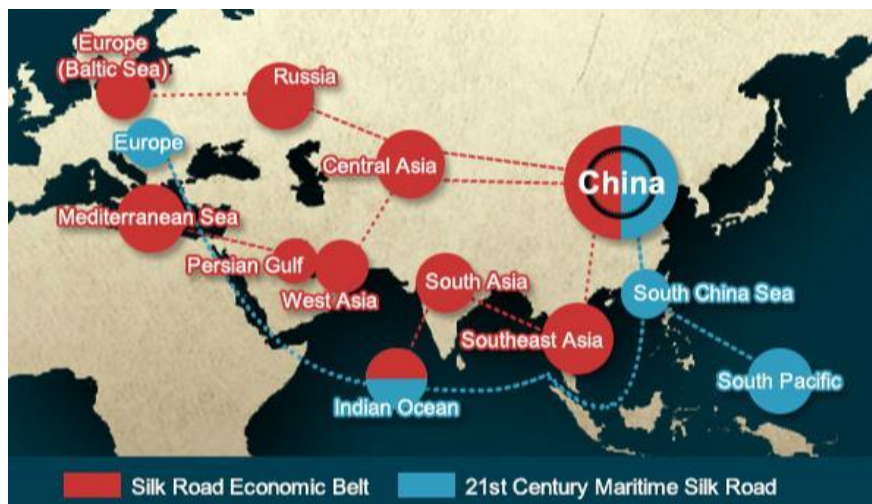 Europe
(Baltic Sea)
Russia
Europe
Central Asia
China
Mediterranean Sea
Persian Gulf
West Asia
South Asia
South China Sea
Southeast Asia
South Pacific
Indian Ocean
Silk Road Economic Belt
21st Century Maritime Silk Road